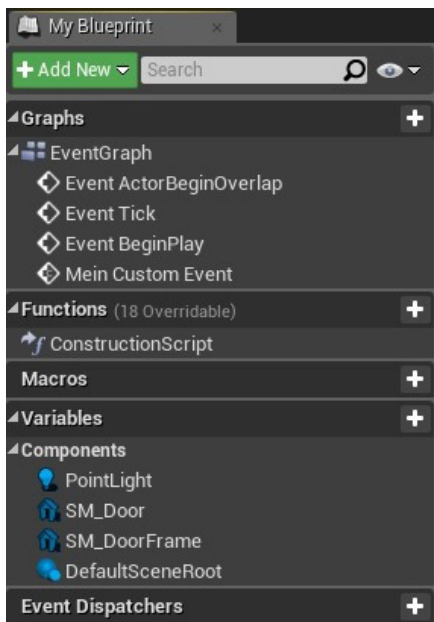 My Blueprint
Add New
Search
Graphs
EventGraph
Event ActorBeginOverlap
Event Tick
Event BeginPlay
Mein Custom Event
Functions (18 Overridable)
ConstructionScript
Macros
Variables
Components
PointLight
SM_Door
SM_DoorFrame
DefaultSceneRoot
Event Dispatchers